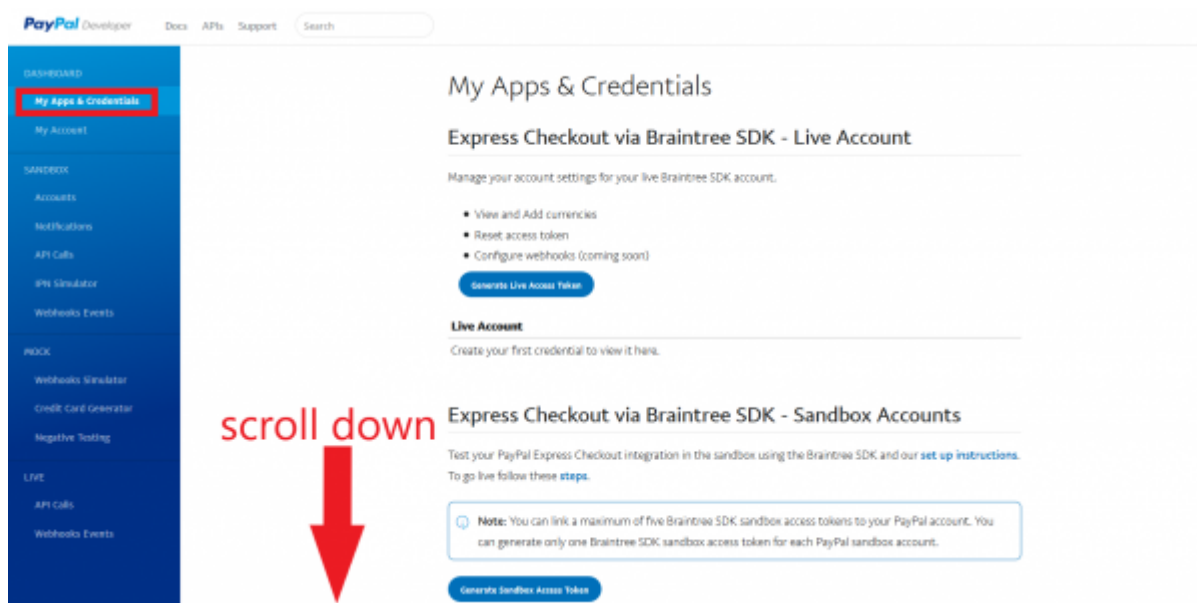 PayPal Developer Docs APIs Support Search
DASHBOARD
My Apps & Credentials
My Account
SANDBOX
Accounts
Notifications
API Calls
IPN Simulator
Webhooks Events
MOCK
Webhooks Simulator
Credit Card Generator
Negative Testing
LIVE
API Calls
Webhooks Events
My Apps & Credentials
Express Checkout via Braintree SDK - Live Account
Manage your account settings for your live Braintree SDK account.
• View and Add currencies
• Reset access token
• Configure webhooks (coming soon)
Generate Live Access Token
Live Account
Create your first credential to view it here.
scroll down
Express Checkout via Braintree SDK - Sandbox Accounts
Test your PayPal Express Checkout integration in the sandbox using the Braintree SDK and our set up instructions.
To go live follow these steps.
Note: You can link a maximum of five Braintree SDK sandbox access tokens to your PayPal account. You
can generate only one Braintree SDK sandbox access token for each PayPal sandbox account.
Generate Sandbox Access Token